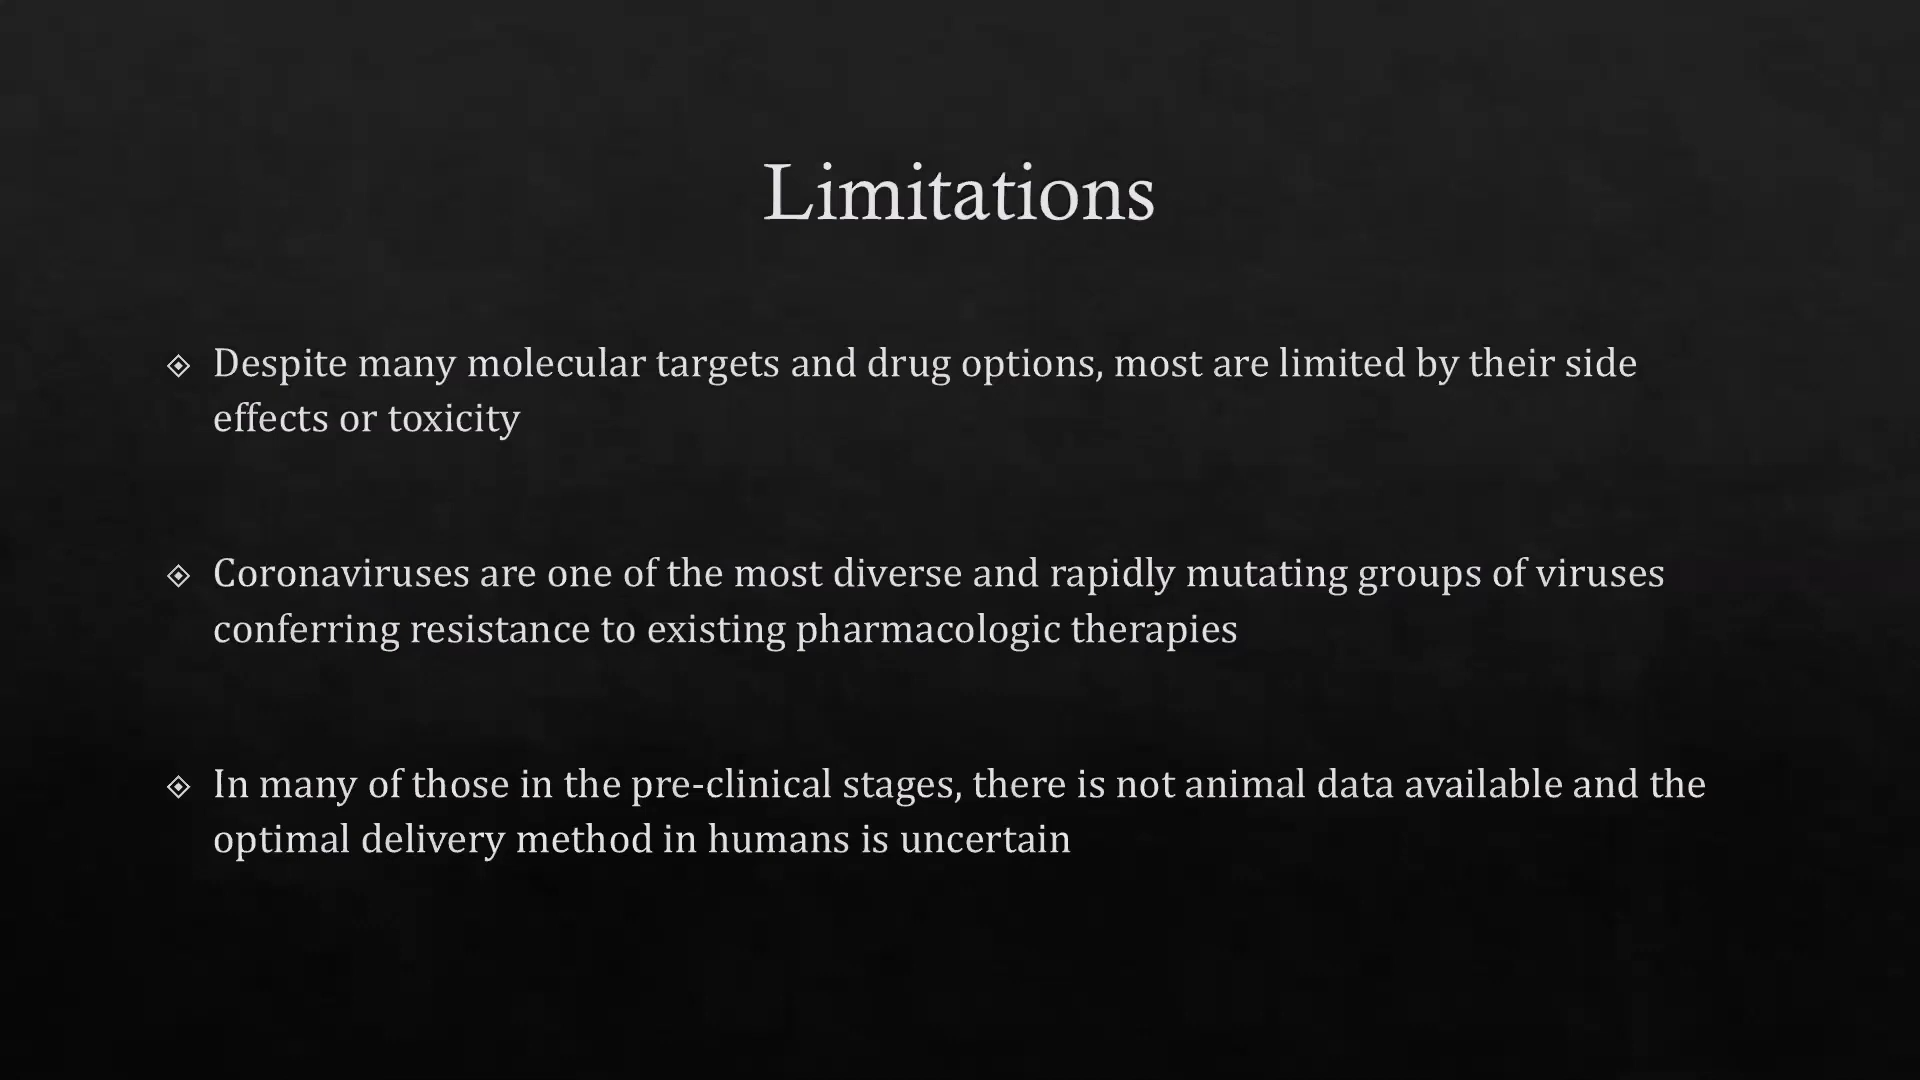 Limitations
Despite many molecular targets and drug options, most are limited by their side
effects or toxicity
Coronaviruses are one of the most diverse and rapidly mutating groups of viruses
conferring resistance to existing pharmacologic therapies
In many of those in the pre-clinical stages, there is not animal data available and the
optimal delivery method in humans is uncertain